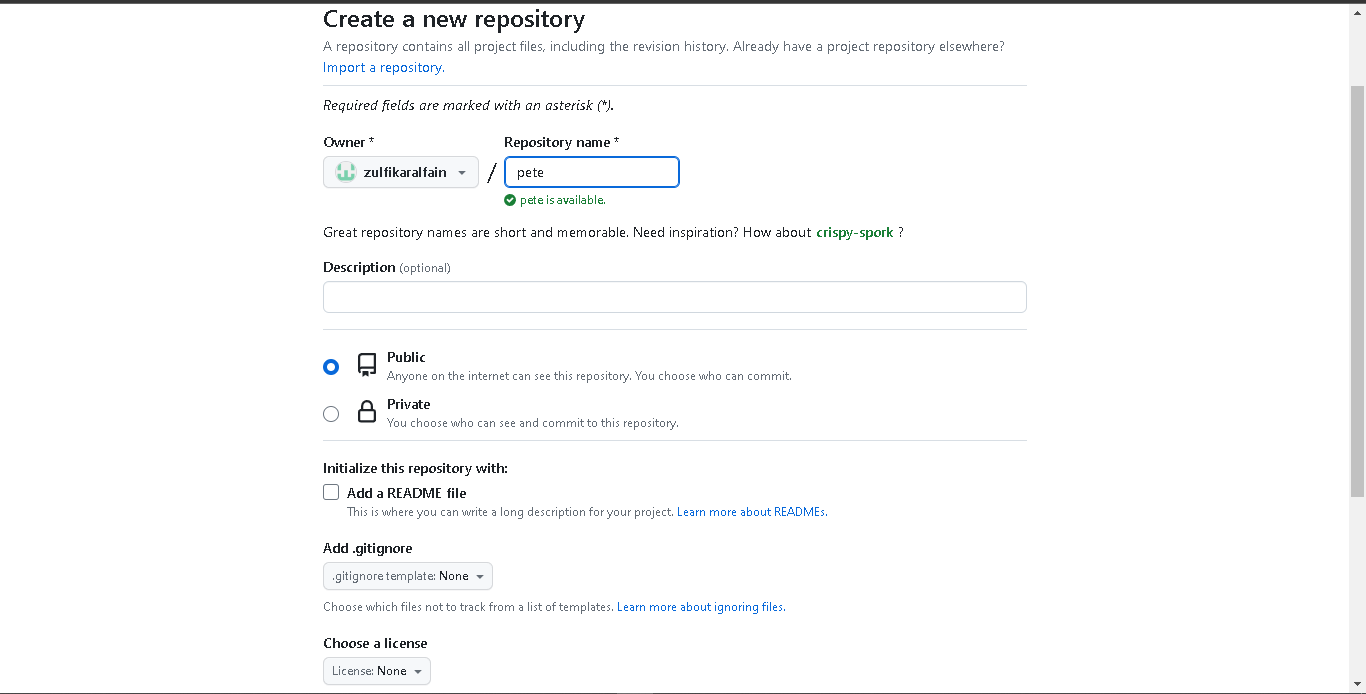 Create a new repository
A repository contains all project files, including the revision history. Already have a project repository elsewhere?
Import a repository.
Required fields are marked with an asterisk (*).
Owner * Repository name *
zulfikaralfain / pete
pete is available.
Great repository names are short and memorable. Need inspiration? How about crispy-spork ?
Description (optional)
Public
Anyone on the internet can see this repository. You choose who can commit.
Private
You choose who can see and commit to this repository.
Initialize this repository with:
Add a README file
This is where you can write a long description for your project. Learn more about READMEs.
Add .gitignore
.gitignore template: None
Choose which files not to track from a list of templates. Learn more about ignoring files.
Choose a license
License: None